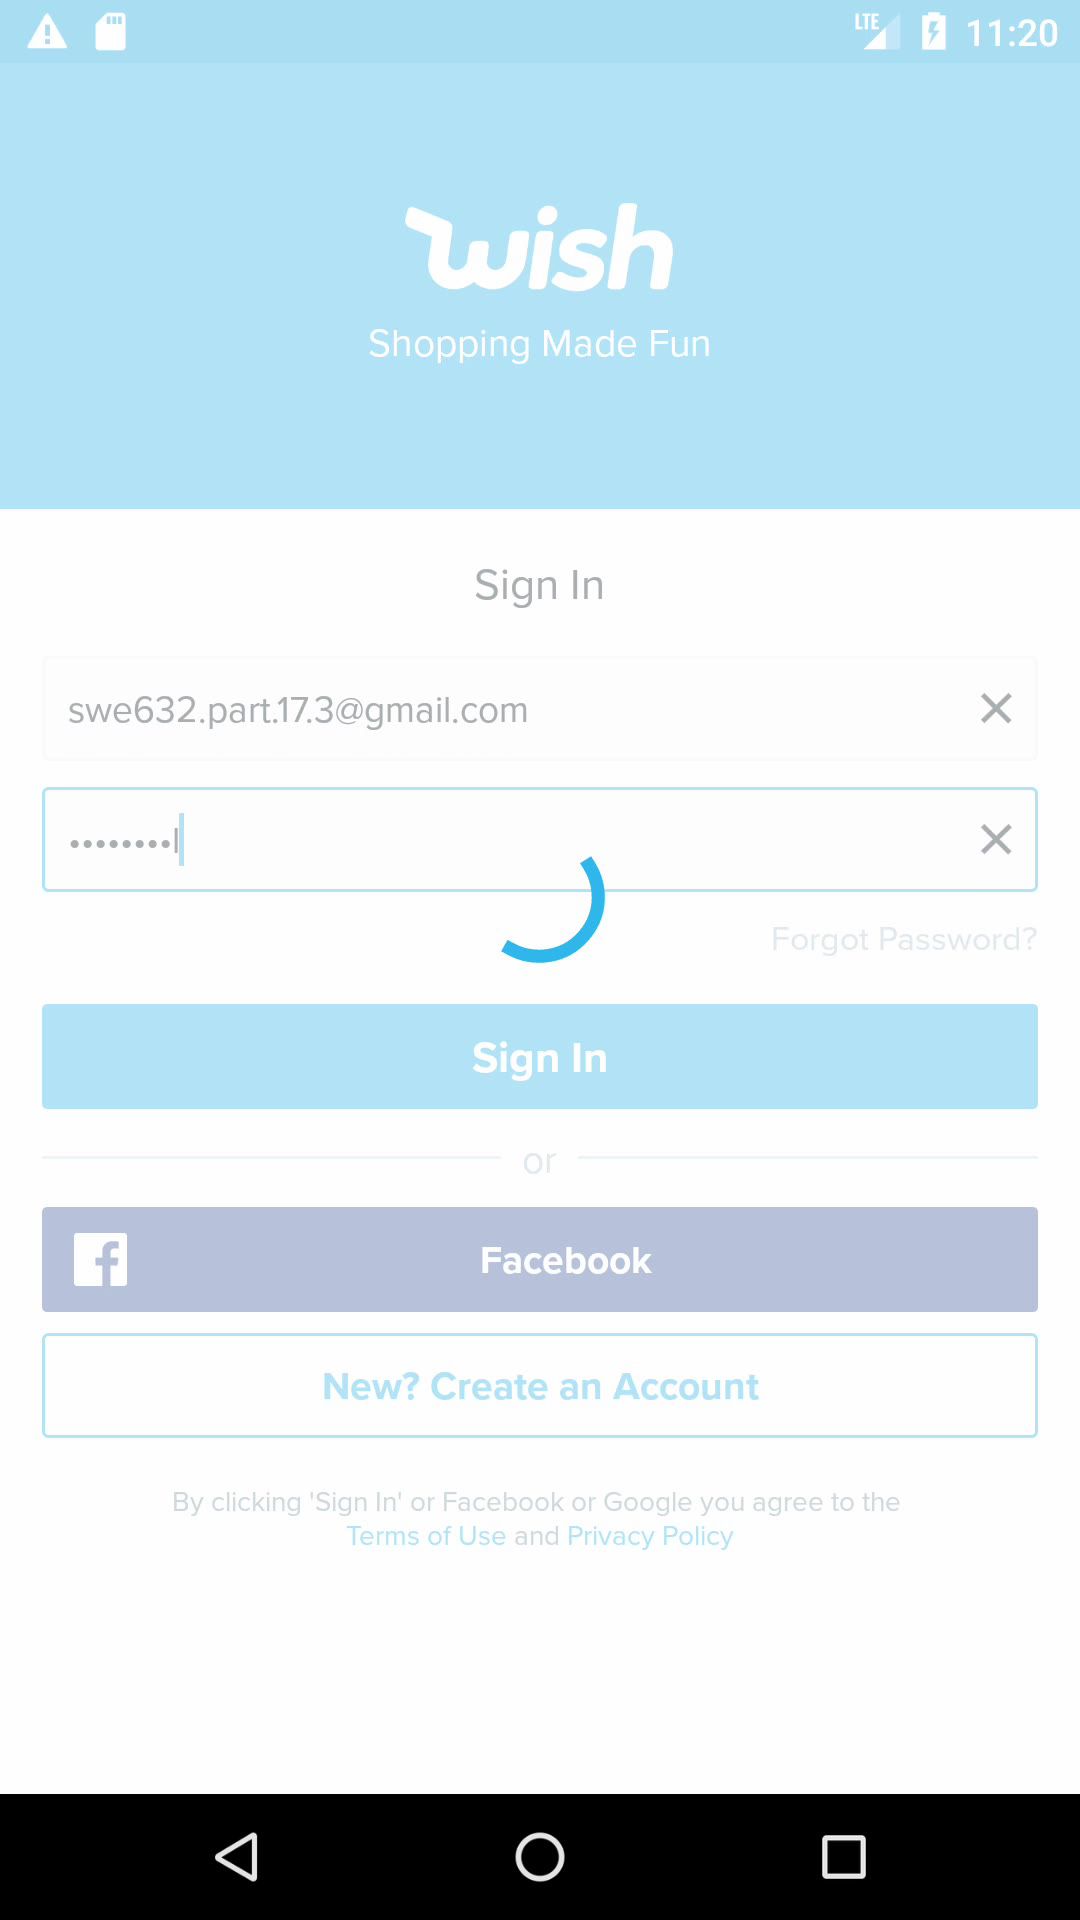 LTE 11:20
wish
Shopping Made Fun
Sign In
swe632.part.17.3@gmail.com
••••••••l
Forgot Password?
Sign In
or
Facebook
New? Create an Account
By clicking 'Sign In' or Facebook or Google you agree to the
Terms of Use and Privacy Policy